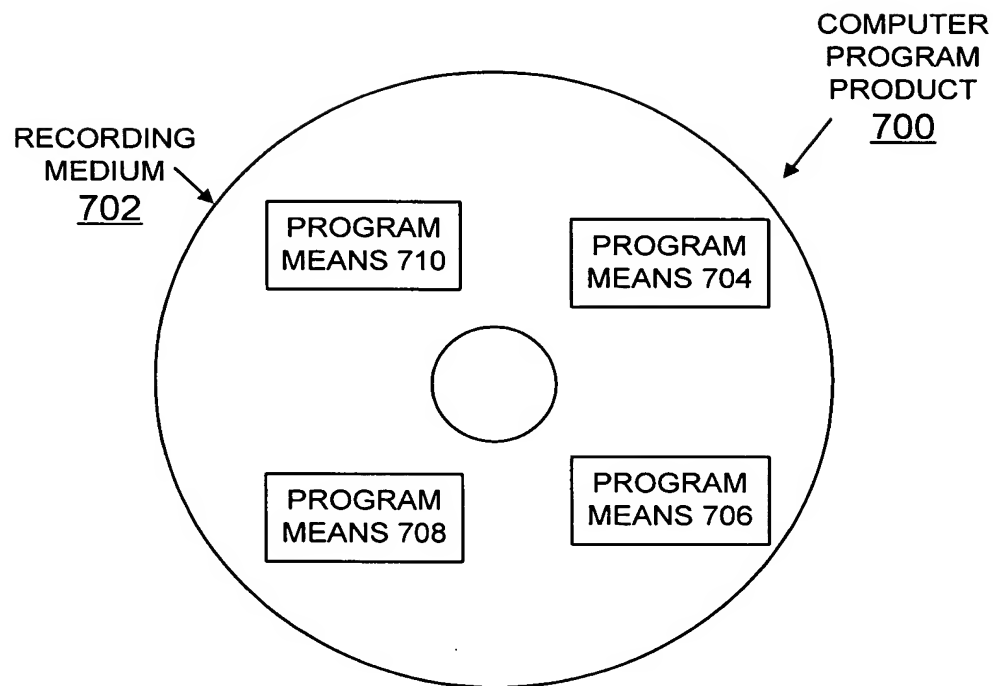 COMPUTER
PROGRAM
PRODUCT
700
RECORDING
MEDIUM
702
PROGRAM
MEANS 710
PROGRAM
MEANS 704
PROGRAM
MEANS 708
PROGRAM
MEANS 706